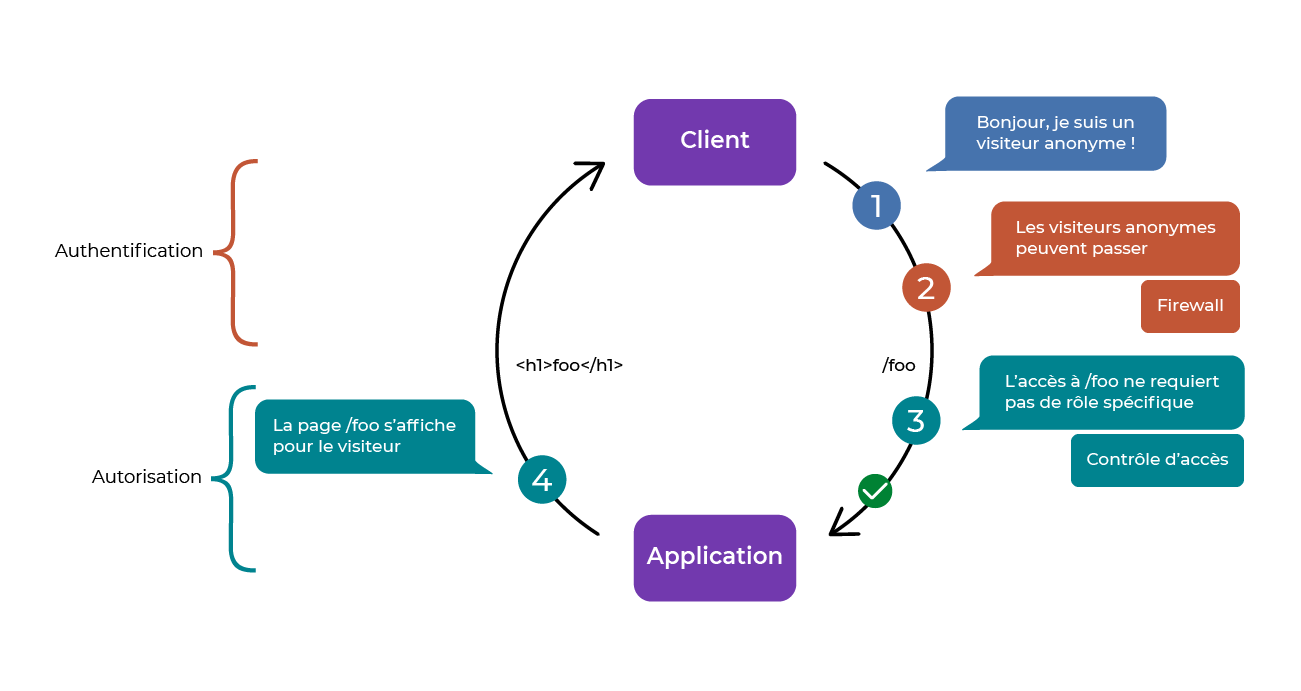 Client
Bonjour, je suis un
visiteur anonyme !
1
Les visiteurs anonymes
peuvent passer
2
Firewall
Authentification
<h1>foo</h1>
/foo
L’accès à /foo ne requiert
pas de rôle spécifique
3
Contrôle d’accès
La page /foo s’affiche
pour le visiteur
4
Autorisation
Application